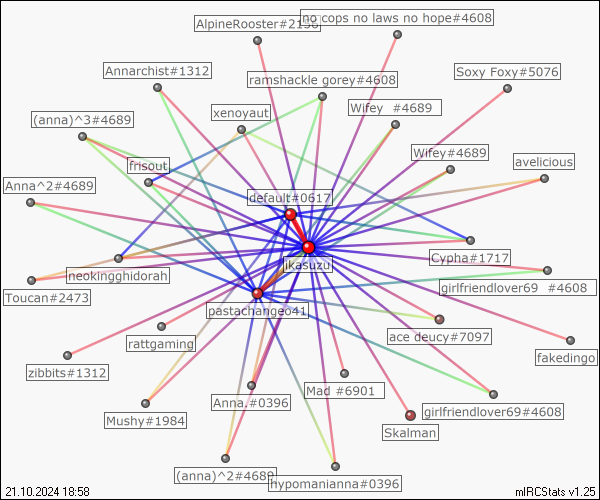 AlpineRooster#2150
no cops no laws no hope#4608
Annarchist#1312
ramshackle gorey#4608
Soxy Foxy#5076
xenoyaut
Wifey #4689
(anna)^3#4689
frisout
Wifey#4689
avelicious
Anna^2#4689
default#0617
neokingghidorah
jikasuzu
Cypha#1717
Toucan#2473
girlfriendlover69 #4608
pastachangeo41
rattgaming
ace deucy#7097
fakedingo
zibbits#1312
Anna.#0396
Mad #6901
Mushy#1984
girlfriendlover69#4608
Skalman
(anna)^2#4689
hypomanianna#0396
21.10.2024 18:58
mIRCStats v1.25